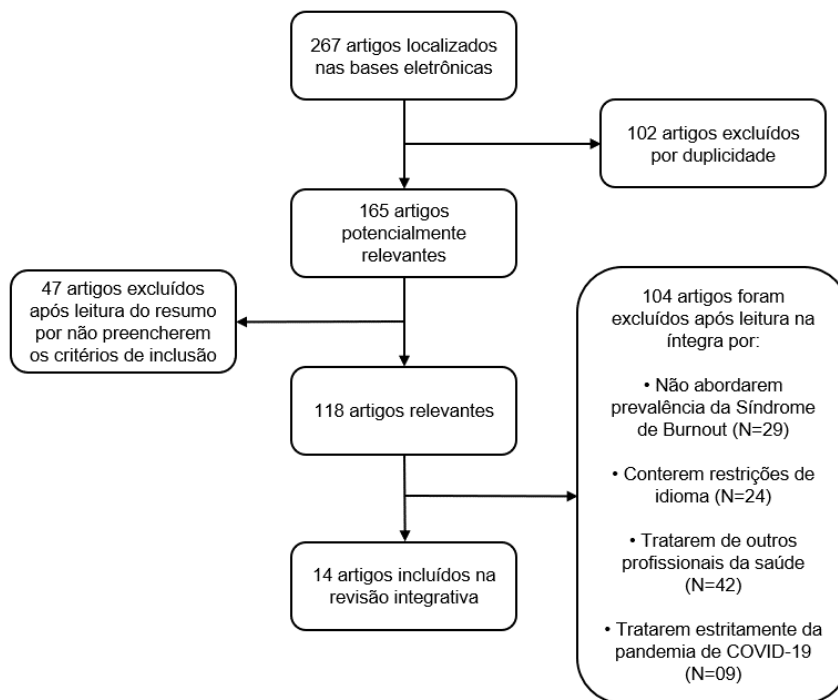 267 artigos localizados
nas bases eletrônicas
102 artigos excluídos
por duplicidade
165 artigos
potencialmente
relevantes
47 artigos excluídos
após leitura do resumo
por não preencherem
os critérios de inclusão
118 artigos relevantes
104 artigos foram
excluídos após leitura na
íntegra por:
• Não abordarem
prevalência da Síndrome
de Burnout (N=29)
• Conterem restrições de
idioma (N=24)
• Tratarem de outros
profissionais da saúde
(N=42)
• Tratarem estritamente da
pandemia de COVID-19
(N=09)
14 artigos incluídos na
revisão integrativa